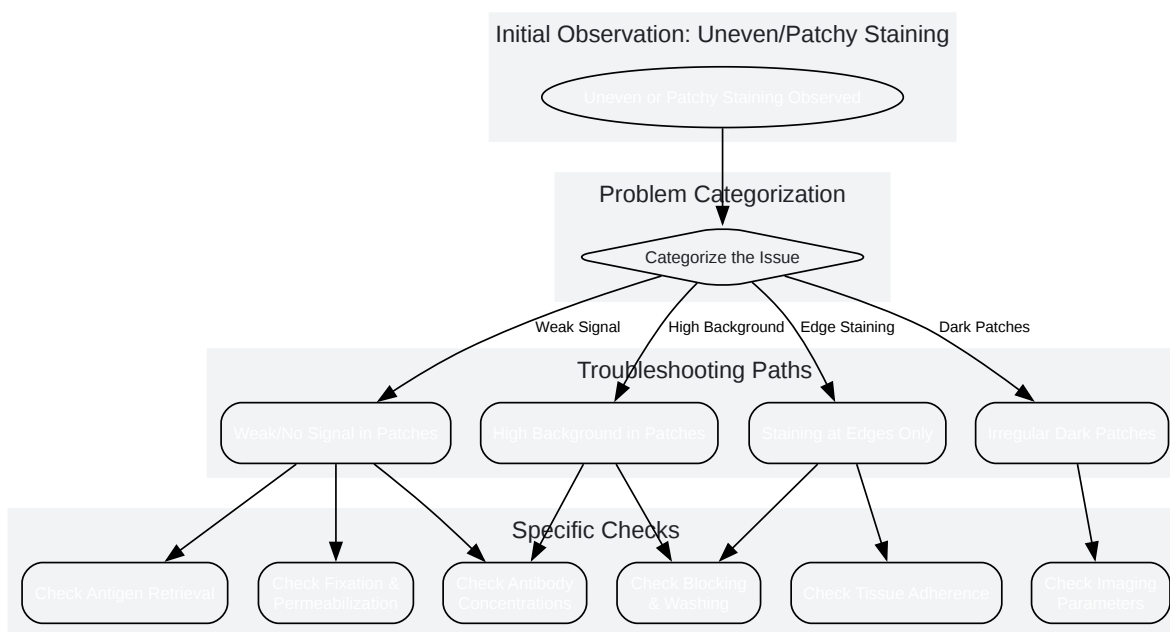 Initial Observation: Uneven/Patchy Staining
Uneven or Patchy Staining Observed
Problem Categorization
Categorize the Issue
Weak Signal
High Background
Edge Staining
Dark Patches
Troubleshooting Paths
Weak/No Signal in Patches
High Background in Patches
Staining at Edges Only
Irregular Dark Patches
Specific Checks
Check Antigen Retrieval
Check Fixation &
Permeabilization
Check Antibody
Concentrations
Check Blocking
& Washing
Check Tissue Adherence
Check Imaging
Parameters